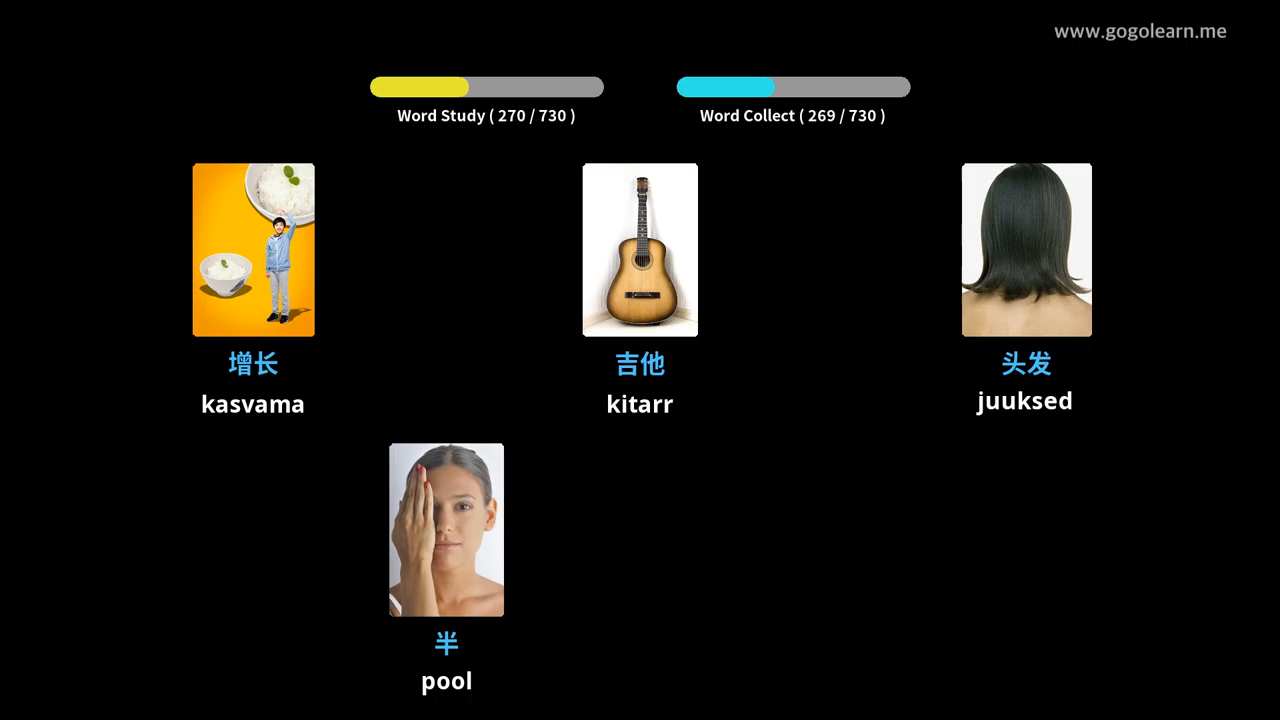 www.gogolearn.me
Word Study ( 270 / 730 )
Word Collect ( 269 / 730 )
增长
吉他
头发
kasvama
kitarr
juuksed
半
pool